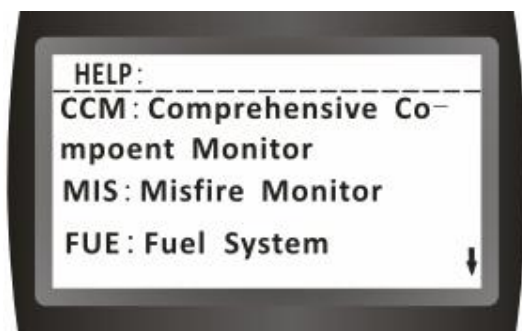 HELP:
CCM: Comprehensive Co-
mpoent Monitor
MIS: Misfire Monitor
FUE: Fuel System